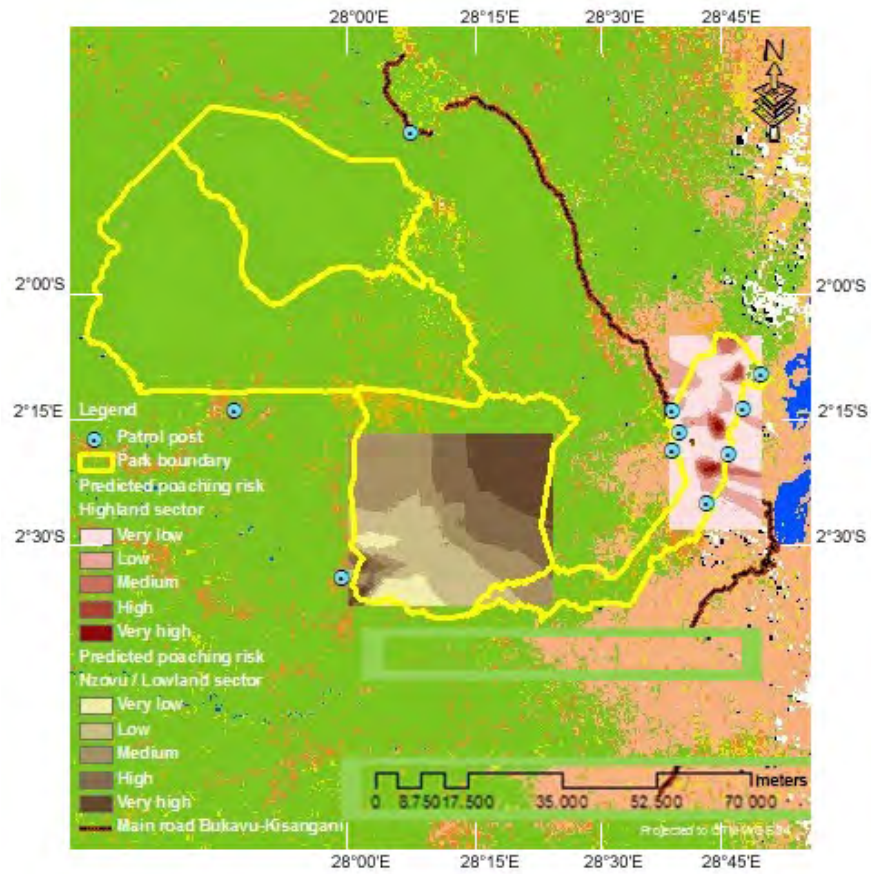 28°00'E 28°15'E 28°30'E 28°45'E
N
2°00'S 2°00'S
2°15'E 2°15'S
Legend
Patrol post
Park boundary
Predicted poaching risk
Highland sector
Very low
2°30'S 2°30'S
Low
Medium
High
Very high
Predicted poaching risk
Nzovu / Lowland sector
Very low
Low
Medium
High
Very high
meters
0 8.750 17.500 35.000 52.500 70 000
Main road Bukavu-Kisangani
Projected to
28°00'E 28°15'E 28°30'E 28°45'E